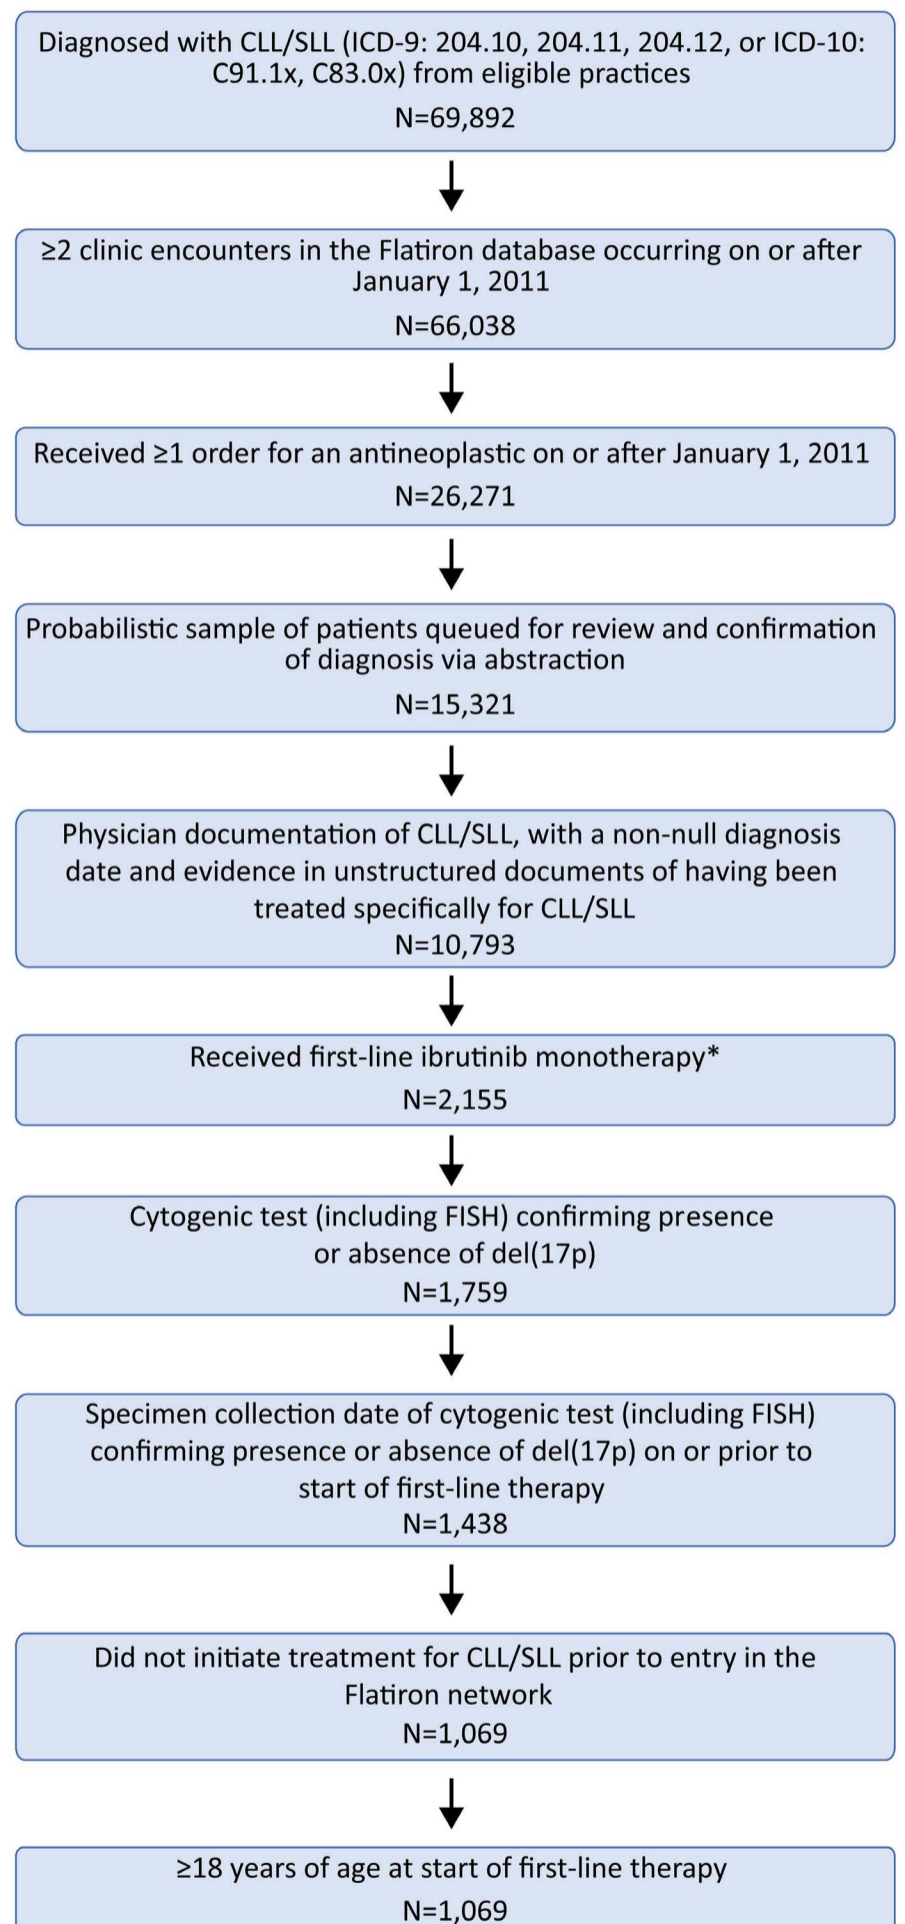 Diagnosed with CLL/SLL (ICD-9: 204.10, 204.11, 204.12, or ICD-10:
C91.1x, C83.0x) from eligible practices
N=69,892
≥2 clinic encounters in the Flatiron database occurring on or after
January 1, 2011
N=66,038
Received ≥1 order for an antineoplastic on or after January 1, 2011
N=26,271
Probabilistic sample of patients queued for review and confirmation
of diagnosis via abstraction
N=15,321
Physician documentation of CLL/SLL, with a non-null diagnosis
date and evidence in unstructured documents of having been
treated specifically for CLL/SLL
N=10,793
Received first-line ibrutinib monotherapy*
N=2,155
Cytogenic test (including FISH) confirming presence
or absence of del(17p)
N=1,759
Specimen collection date of cytogenic test (including FISH)
confirming presence or absence of del(17p) on or prior to
start of first-line therapy
N=1,438
Did not initiate treatment for CLL/SLL prior to entry in the
Flatiron network
N=1,069
≥18 years of age at start of first-line therapy
N=1,069